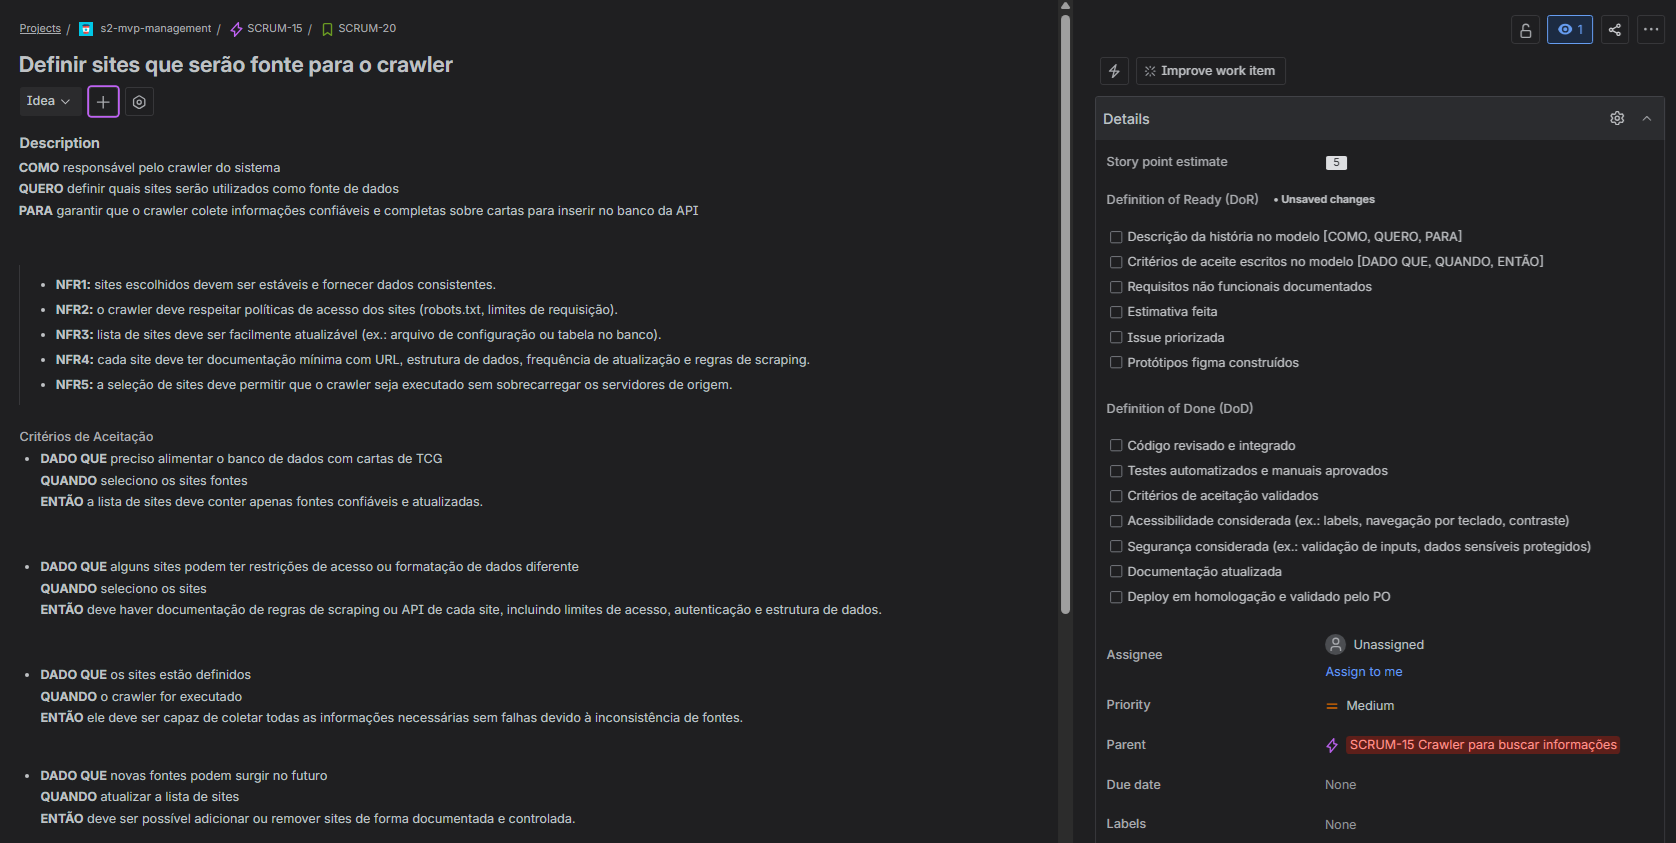 Projects / s2-mvp-management / SCRUM-15 / SCRUM-20
Definir sites que serão fonte para o crawler
Idea
Description
COMO responsável pelo crawler do sistema
QUERO definir quais sites serão utilizados como fonte de dados
PARA garantir que o crawler colete informações confiáveis e completas sobre cartas para inserir no banco da API
• NFR1: sites escolhidos devem ser estáveis e fornecer dados consistentes.
• NFR2: o crawler deve respeitar políticas de acesso dos sites (robots.txt, limites de requisição).
• NFR3: lista de sites deve ser facilmente atualizável (ex.: arquivo de configuração ou tabela no banco).
• NFR4: cada site deve ter documentação mínima com URL, estrutura de dados, frequência de atualização e regras de scraping.
• NFR5: a seleção de sites deve permitir que o crawler seja executado sem sobrecarregar os servidores de origem.
Critérios de Aceitação
• DADO QUE preciso alimentar o banco de dados com cartas de TCG
QUANDO seleciono os sites fontes
ENTÃO a lista de sites deve conter apenas fontes confiáveis e atualizadas.
• DADO QUE alguns sites podem ter restrições de acesso ou formatação de dados diferente
QUANDO seleciono os sites
ENTÃO deve haver documentação de regras de scraping ou API de cada site, incluindo limites de acesso, autenticação e estrutura de dados.
• DADO QUE os sites estão definidos
QUANDO o crawler for executado
ENTÃO ele deve ser capaz de coletar todas as informações necessárias sem falhas devido à inconsistência de fontes.
• DADO QUE novas fontes podem surgir no futuro
QUANDO atualizar a lista de sites
ENTÃO deve ser possível adicionar ou remover sites de forma documentada e controlada.
1
Improve work item
Details
Story point estimate 5
Definition of Ready (DoR) • Unsaved changes
Descrição da história no modelo [COMO, QUERO, PARA]
Critérios de aceite escritos no modelo [DADO QUE, QUANDO, ENTÃO]
Requisitos não funcionais documentados
Estimativa feita
Issue priorizada
Protótipos figma construídos
Definition of Done (DoD)
Código revisado e integrado
Testes automatizados e manuais aprovados
Critérios de aceitação validados
Acessibilidade considerada (ex.: labels, navegação por teclado, contraste)
Segurança considerada (ex.: validação de inputs, dados sensíveis protegidos)
Documentação atualizada
Deploy em homologação e validado pelo PO
Assignee Unassigned
Assign to me
Priority Medium
Parent SCRUM-15 Crawler para buscar informações
Due date None
Labels None